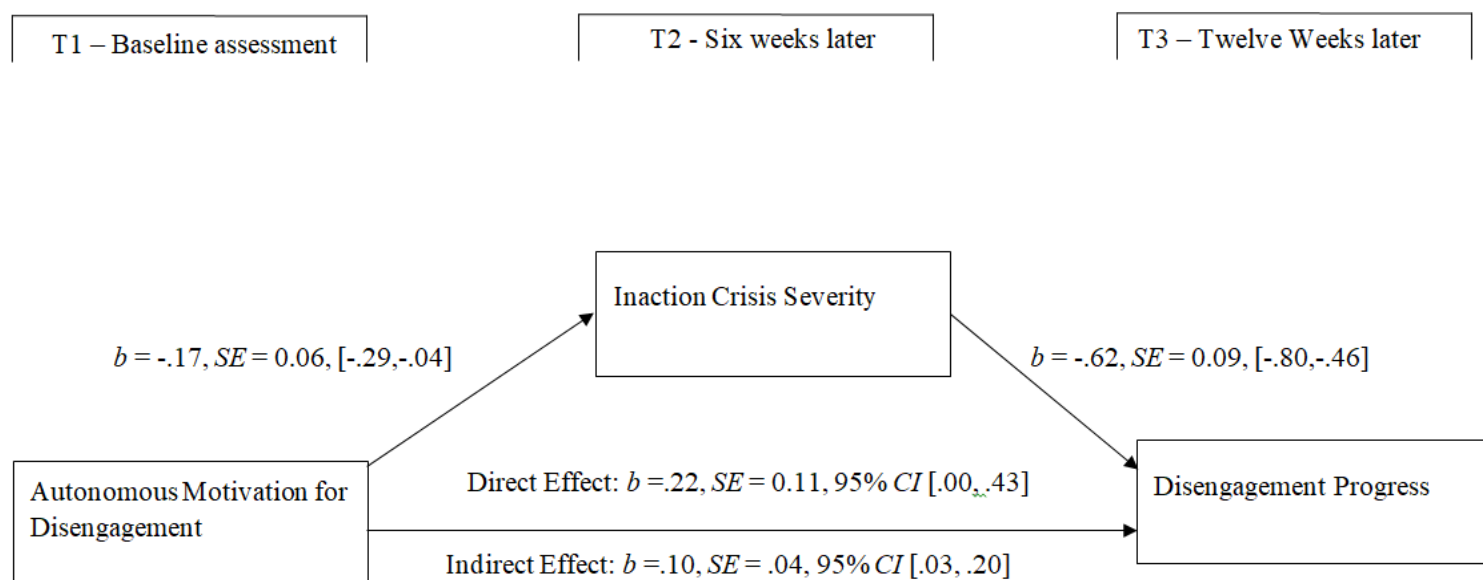 T1 – Baseline assessment
T2 - Six weeks later
T3 – Twelve Weeks later
Inaction Crisis Severity
b = -.17, SE = 0.06, [-.29,-.04]
b = -.62, SE = 0.09, [-.80,-.46]
Autonomous Motivation for
Disengagement
Direct Effect: b =.22, SE = 0.11, 95% CI [.00, .43]
Disengagement Progress
Indirect Effect: b =.10, SE = .04, 95% CI [.03, .20]